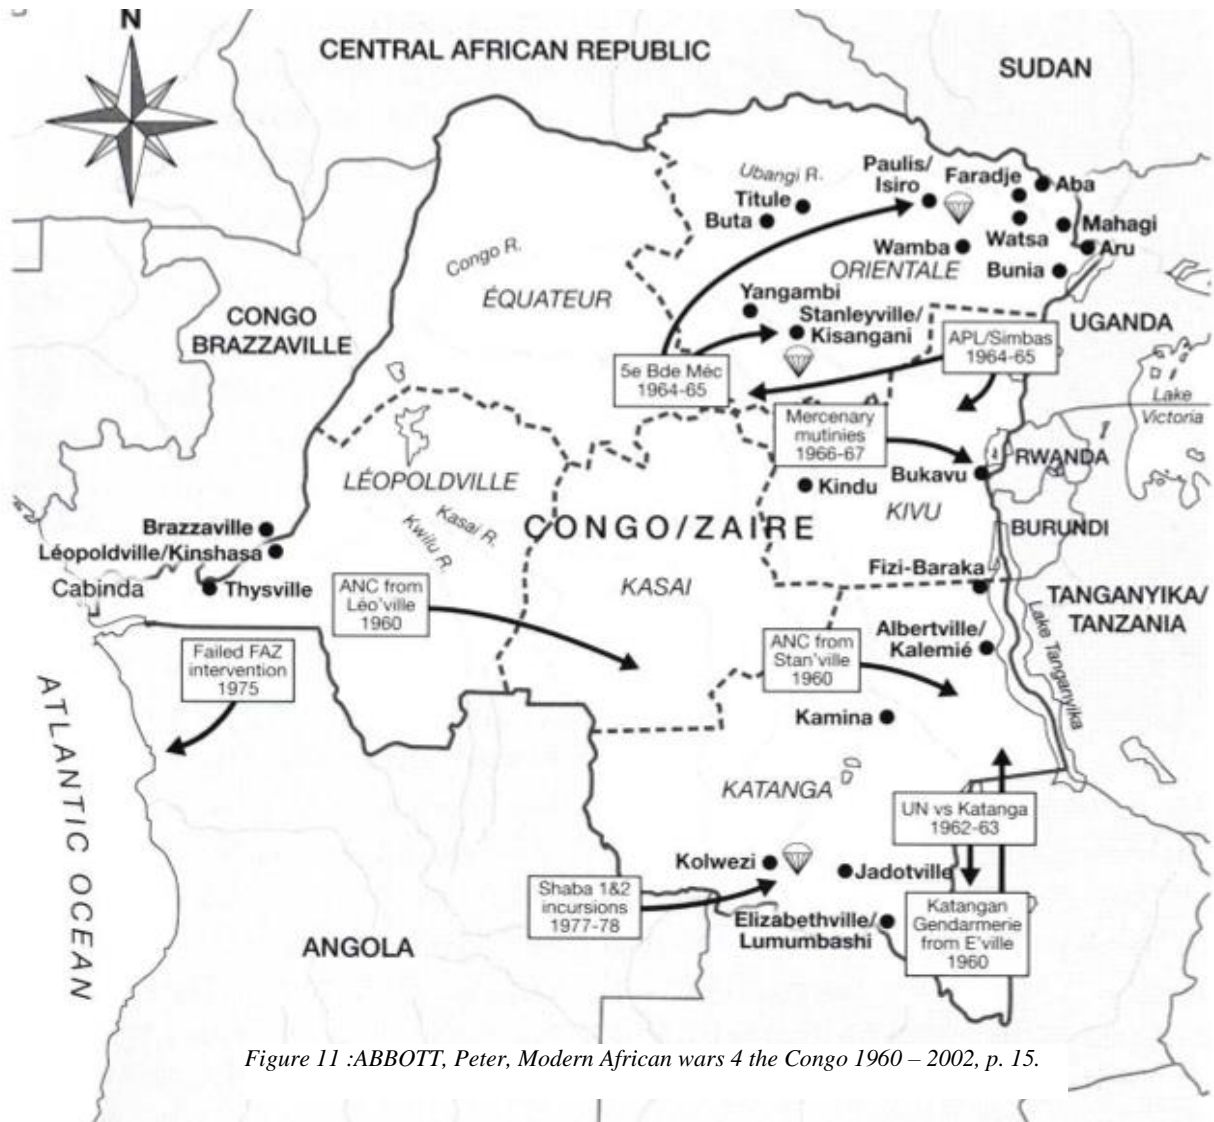 N
CENTRAL AFRICAN REPUBLIC
SUDAN
Ubangi R.
Paulis/
Isiro
Faradje
Aba
Titule
Buta
Mahagi
Watsa
Aru
Wamba
Bunia
ORIENTALE
Congo R.
ÉQUATEUR
Yangambi
Stanleyville/
Kisangani
CONGO
BRAZZAVILLE
UGANDA
APL/Simbas
1964-65
5e Bde Méc
1964-65
Lake
Victoria
Mercenary
mutinies
1966-67
RWANDA
Bukavu
Kindu
KIVU
LÉOPOLDVILLE
Kasai R.
Kwilu R.
CONGO/ZAIRE
BURUNDI
Brazzaville
Léopoldville/Kinshasa
Cabinda
Thysville
Fizi-Baraka
KASAI
ANC from
Léo'ville
1960
TANGANYIKA/
TANZANIA
Lake Tanganyika
Albertville/
Kalemié
ANC from
Stan'ville
1960
Failed FAZ
intervention
1975
ATLANTIC OCEAN
Kamina
KATANGA
UN vs Katanga
1962-63
Kolwezi
Jadotville
Shaba 1&2
incursions
1977-78
Elizabethville/
Lumumbashi
Katangan
Gendarmerie
from E'ville
1960
ANGOLA
Figure 11 :ABBOTT, Peter, Modern African wars 4 the Congo 1960 – 2002, p. 15.